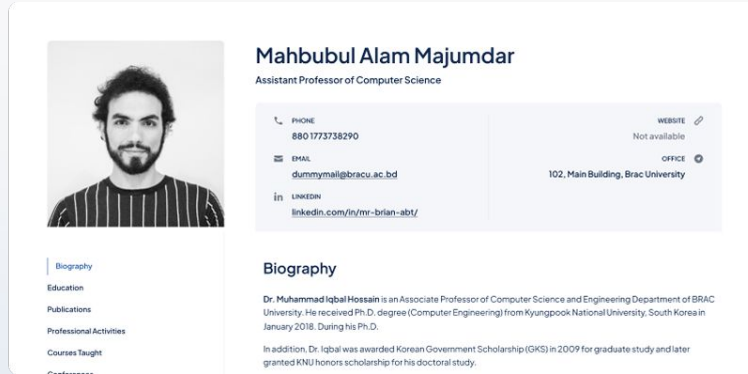 Mahbubul Alam Majumdar
Assistant Professor of Computer Science
PHONE
880 1773738290
EMAIL
dummymail@bracu.ac.bd
in LINKEDIN
linkedin.com/in/mr-brian-abt/
WEBSITE
Not available
OFFICE
102, Main Building, Brac University
Biography
Education
Publications
Professional Activities
Courses Taught
Biography
Dr. Muhammad Iqbal Hossain is an Associate Professor of Computer Science and Engineering Department of BRAC
University. He received Ph.D. degree (Computer Engineering) from Kyungpook National University, South Korea in
January 2018. During his Ph.D.
In addition, Dr. Iqbal was awarded Korean Government Scholarship (GKS) in 2009 for graduate study and later
granted KNU honors scholarship for his doctoral study.